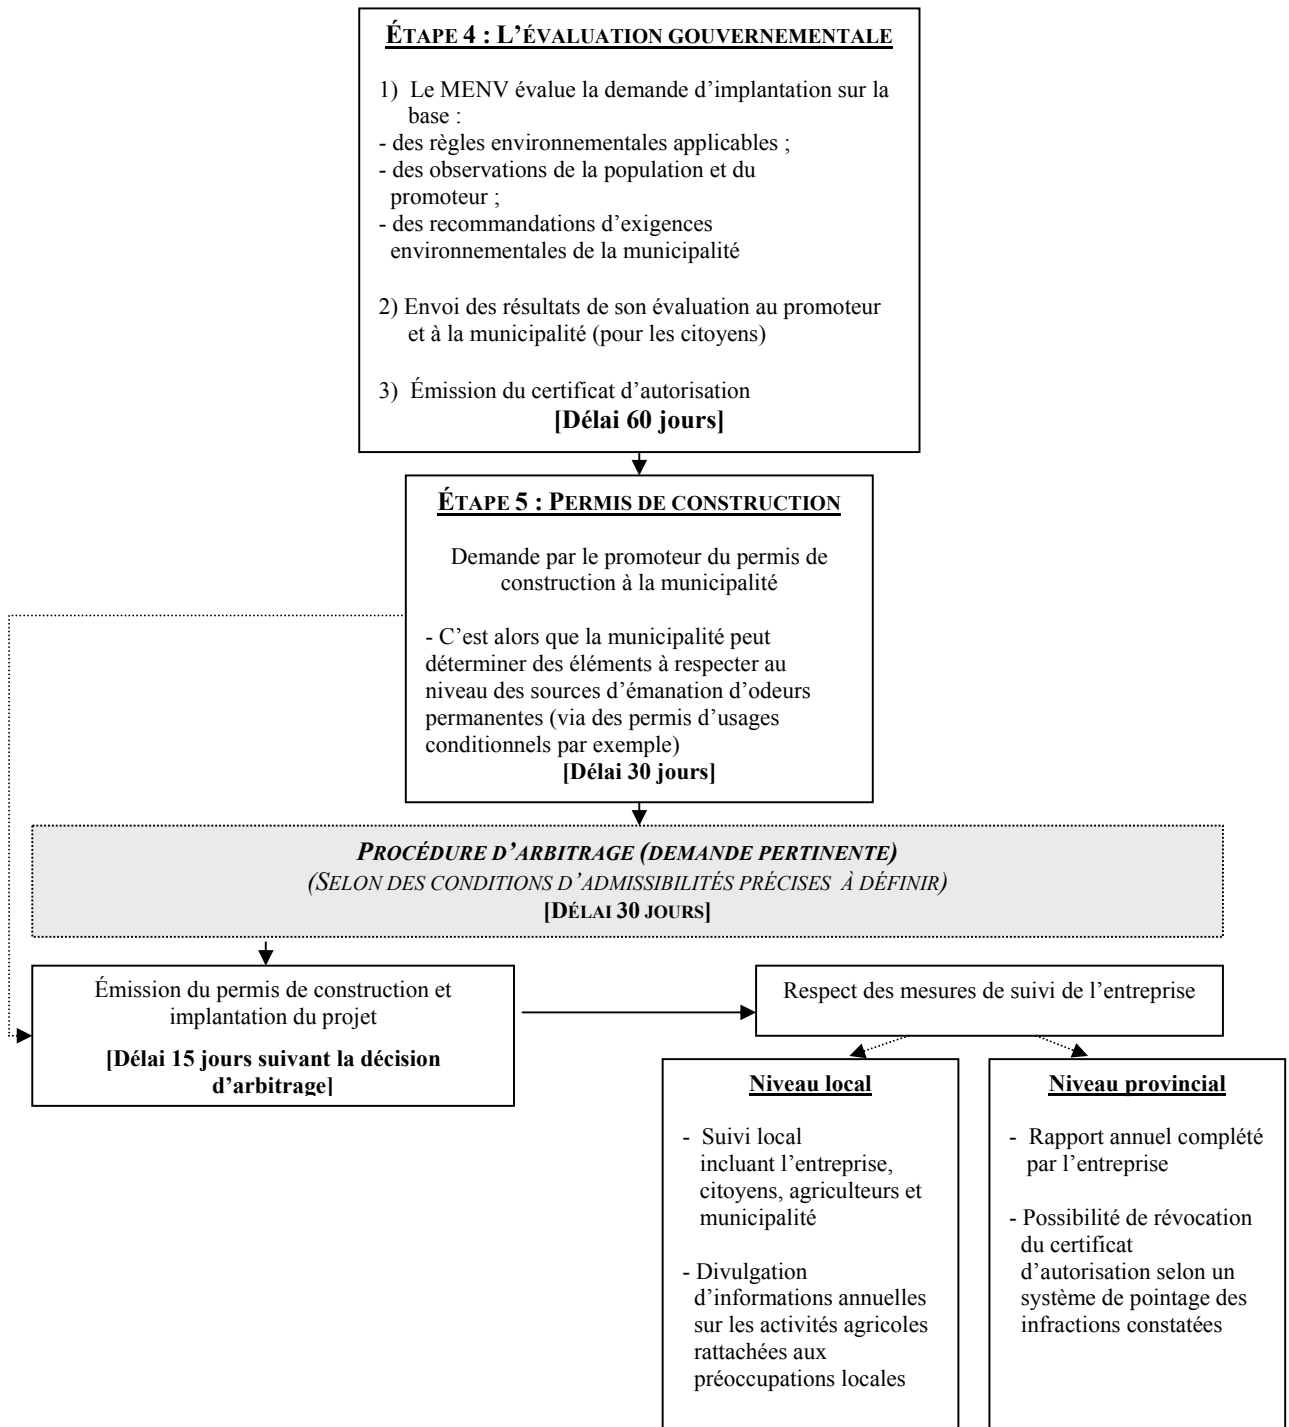 ÉTAPE 4 : L’ÉVALUATION GOUVERNEMENTALE
1) Le MENV évalue la demande d’implantation sur la
base :
- des règles environnementales applicables ;
- des observations de la population et du
promoteur ;
- des recommandations d’exigences
environnementales de la municipalité
2) Envoi des résultats de son évaluation au promoteur
et à la municipalité (pour les citoyens)
3) Émission du certificat d’autorisation
[Délai 60 jours]
ÉTAPE 5 : PERMIS DE CONSTRUCTION
Demande par le promoteur du permis de
construction à la municipalité
- C’est alors que la municipalité peut
déterminer des éléments à respecter au
niveau des sources d’émanation d’odeurs
permanentes (via des permis d’usages
conditionnels par exemple)
[Délai 30 jours]
PROCÉDURE D’ARBITRAGE (DEMANDE PERTINENTE)
(SELON DES CONDITIONS D’ADMISSIBILITÉS PRÉCISES À DÉFINIR)
[DÉLAI 30 JOURS]
Émission du permis de construction et
implantation du projet
[Délai 15 jours suivant la décision
d’arbitrage]
Respect des mesures de suivi de l’entreprise
Niveau local
- Suivi local
incluant l’entreprise,
citoyens, agriculteurs et
municipalité
- Divulgation
d’informations annuelles
sur les activités agricoles
rattachées aux
préoccupations locales
Niveau provincial
- Rapport annuel complété
par l’entreprise
- Possibilité de révocation
du certificat
d’autorisation selon un
système de pointage des
infractions constatées